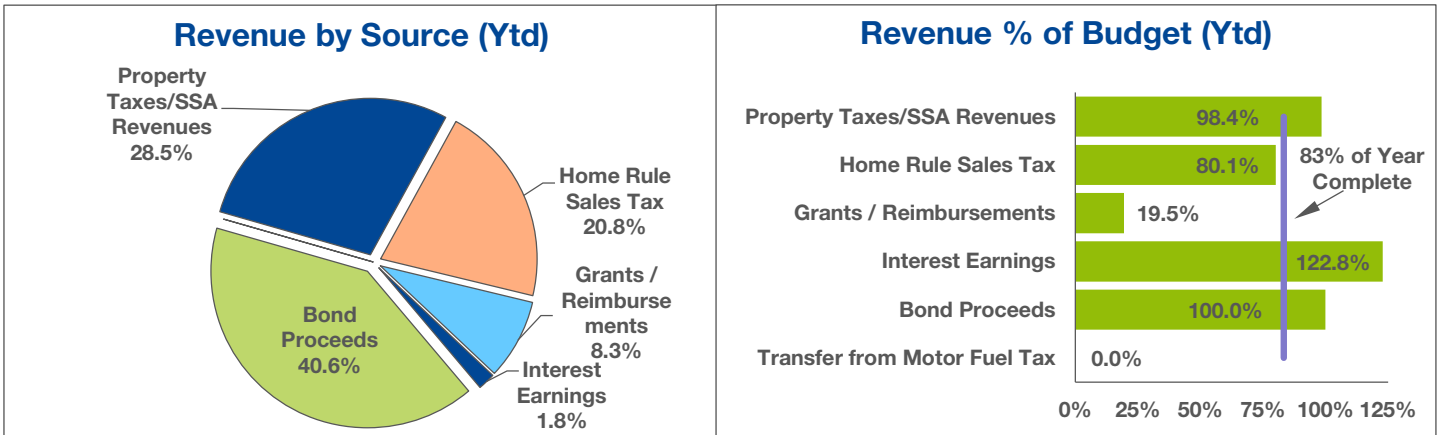 Revenue by Source (Ytd)
Property
Taxes/SSA
Revenues
28.5%
Home Rule
Sales Tax
20.8%
Grants /
Reimburse
ments
8.3%
Interest
Earnings
1.8%
Bond
Proceeds
40.6%
Revenue % of Budget (Ytd)
Property Taxes/SSA Revenues
98.4%
Home Rule Sales Tax
80.1%
83% of Year
Complete
Grants / Reimbursements
19.5%
Interest Earnings
122.8%
Bond Proceeds
100.0%
Transfer from Motor Fuel Tax
0.0%
0% 25% 50% 75% 100% 125%